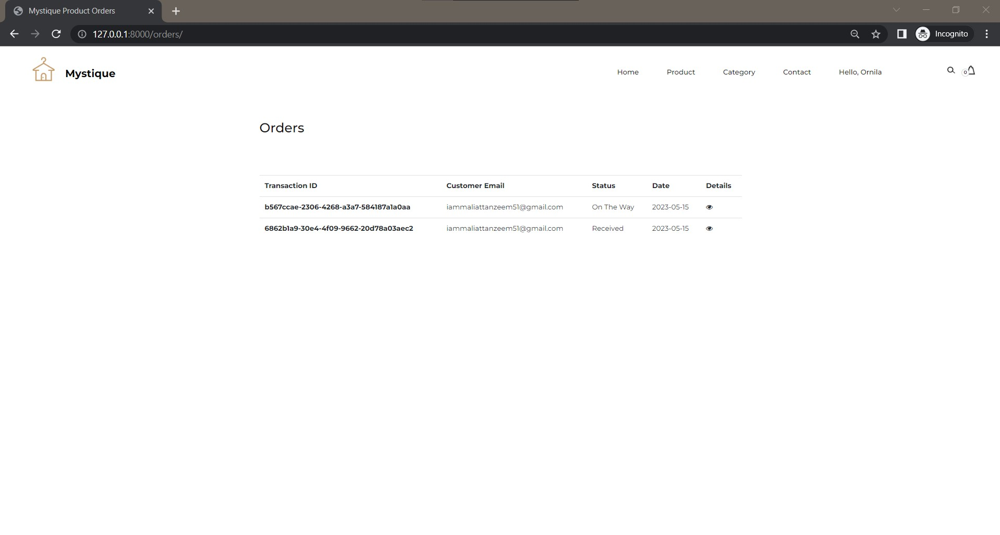 Mystique Product Orders
127.0.0.1:8000/orders/
Incognito
Mystique
Home Product Category Contact Hello, Ornila 0
Orders
Transaction ID Customer Email Status Date Details
b567ccae-2306-4268-a3a7-584187a1a0aa iammaliattanzeem51@gmail.com On The Way 2023-05-15
6862b1a9-30e4-4f09-9662-20d78a03aec2 iammaliattanzeem51@gmail.com Received 2023-05-15